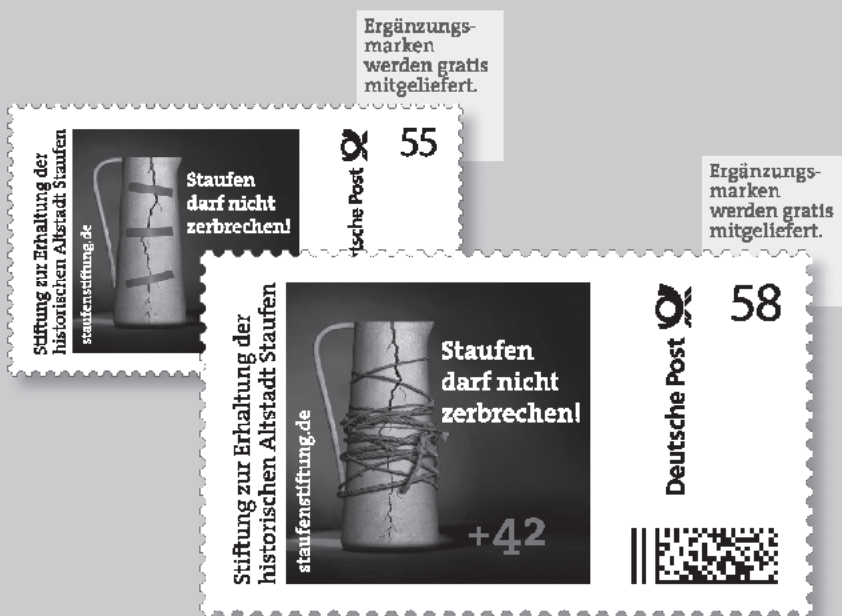 Ergänzungs-
marken
werden gratis
mitgeliefert.
Stiftung zur Erhaltung der
historischen Altstadt Staufen
staufenstiftung.de
Staufen
darf nicht
zerbrechen!
55
Ergänzungs-
marken
werden gratis
mitgeliefert.
Stiftung zur Erhaltung der
historischen Altstadt Staufen
staufenstiftung.de
Staufen
darf nicht
zerbrechen!
+42
Deutsche Post
58